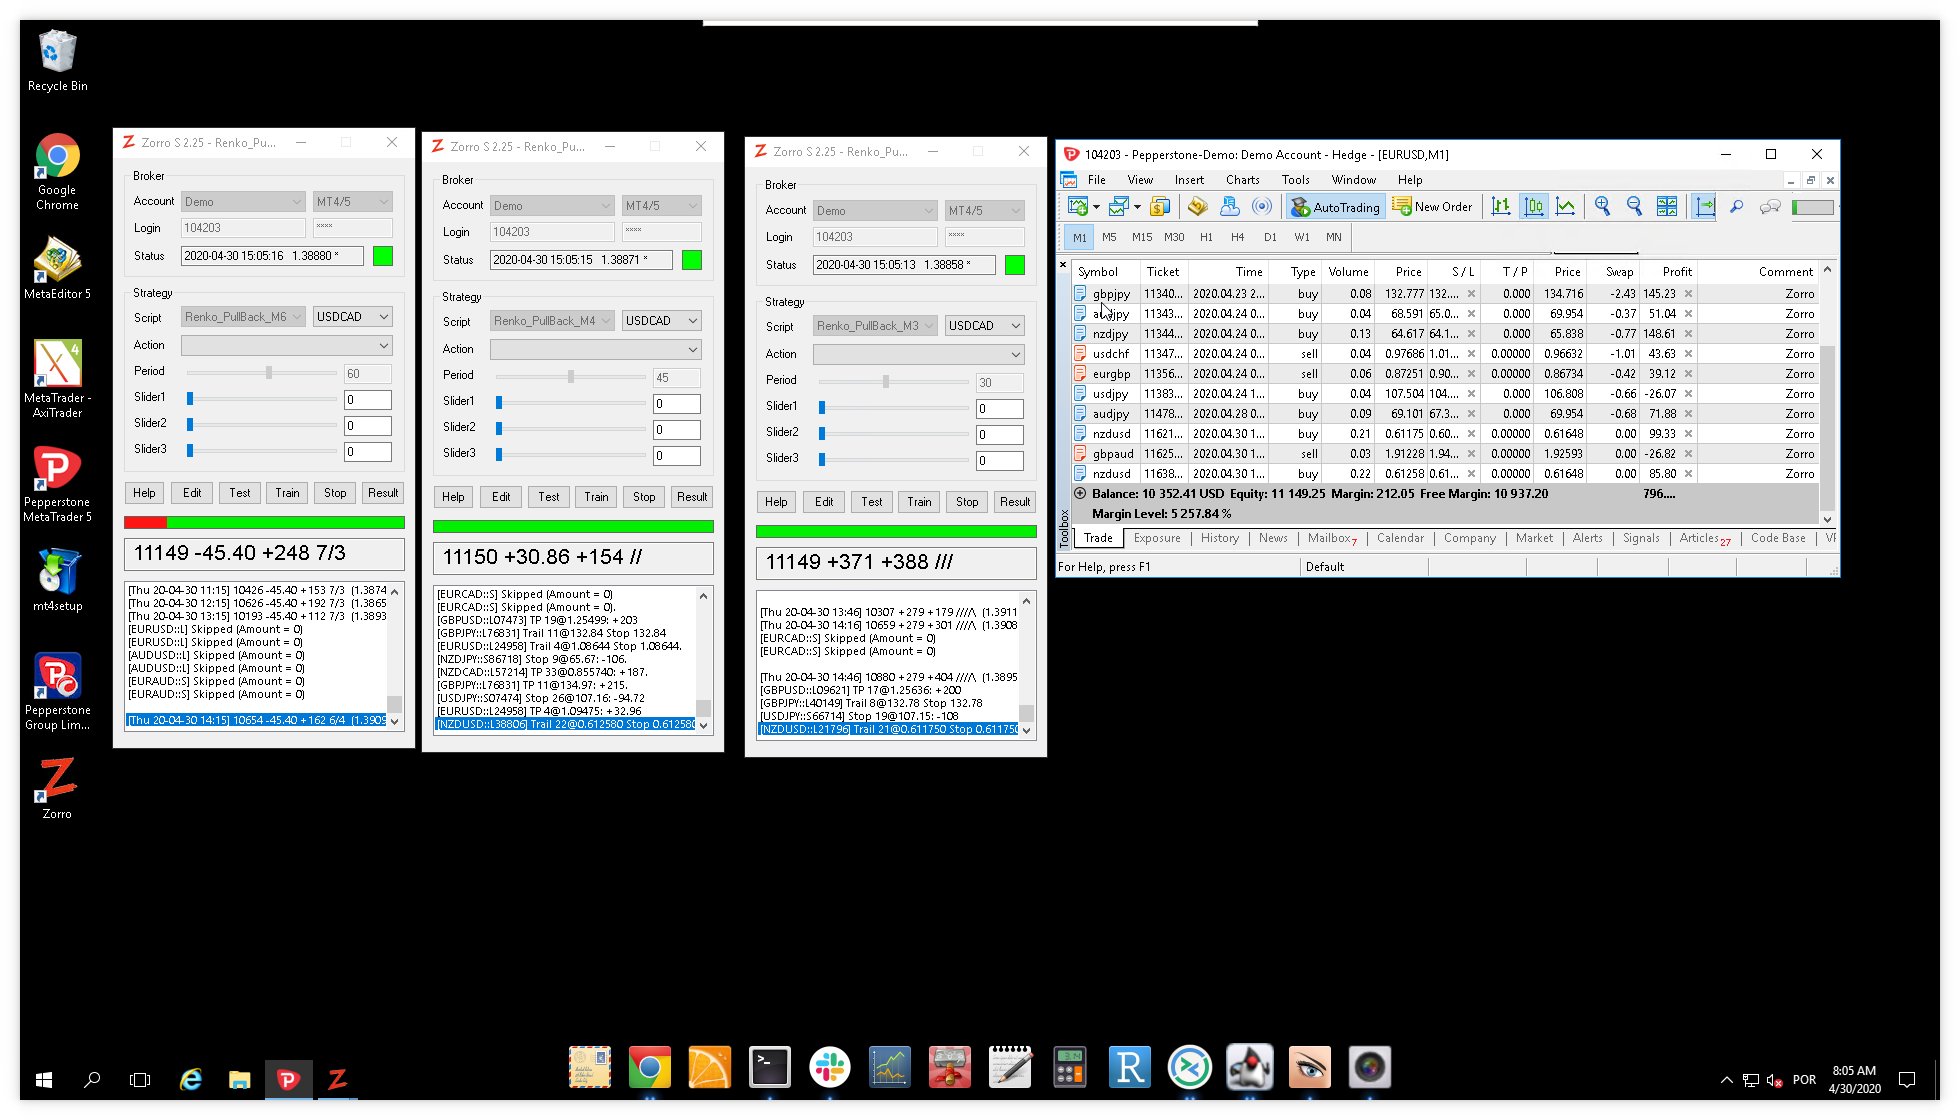 Recycle Bin
Google
Chrome
MetaEditor 5
MetaTrader -
AxiTrader
Pepperstone
MetaTrader 5
mt4setup
Pepperstone
Group Lim...
Zorro
Zorro S 2.25 - Renko_Pu...
Broker
Account Demo MT4/5
Login 104203 ****
Status 2020-04-30 15:05:16 1.38880 *
Strategy
Script Renko_PullBack_M6 USDCAD
Action
Period 60
Slider1 0
Slider2 0
Slider3 0
Help Edit Test Train Stop Result
11149 -45.40 +248 7/3
[Thu 20-04-30 11:15] 10426 -45.40 +153 7/3 (1.3874
[Thu 20-04-30 12:15] 10626 -45.40 +192 7/3 (1.3865
[Thu 20-04-30 13:15] 10193 -45.40 +112 7/3 (1.3893
[EURUSD::L] Skipped (Amount = 0)
[EURUSD::L] Skipped (Amount = 0)
[AUDUSD::L] Skipped (Amount = 0)
[AUDUSD::L] Skipped (Amount = 0)
[EURAUD::S] Skipped (Amount = 0)
[EURAUD::S] Skipped (Amount = 0)
[Thu 20-04-30 14:15] 10654 -45.40 +162 6/4 (1.3909
Zorro S 2.25 - Renko_Pu...
Broker
Account Demo MT4/5
Login 104203 ****
Status 2020-04-30 15:05:15 1.38871 *
Strategy
Script Renko_PullBack_M4 USDCAD
Action
Period 45
Slider1 0
Slider2 0
Slider3 0
Help Edit Test Train Stop Result
11150 +30.86 +154 //
[EURCAD::S] Skipped (Amount = 0)
[EURCAD::S] Skipped (Amount = 0).
[GBPUSD::L07473] TP 19@1.25499: +203
[GBPJPY::L76831] Trail 11@132.84 Stop 132.84
[EURUSD::L24958] Trail 4@1.08644 Stop 1.08644.
[NZDJPY::S86718] Stop 9@65.67: -106.
[NZDCAD::L57214] TP 33@0.855740: +187.
[GBPJPY::L76831] TP 11@134.97: +215.
[USDJPY::S07474] Stop 26@107.16: -94.72
[EURUSD::L24958] TP 4@1.09475: +32.96
[NZDUSD::L38806] Trail 22@0.612580 Stop 0.612580
Zorro S 2.25 - Renko_Pu...
Broker
Account Demo MT4/5
Login 104203 ****
Status 2020-04-30 15:05:13 1.38858 *
Strategy
Script Renko_PullBack_M3 USDCAD
Action
Period 30
Slider1 0
Slider2 0
Slider3 0
Help Edit Test Train Stop Result
11149 +371 +388 ///
[Thu 20-04-30 13:46] 10307 +279 +179 ////\ (1.3911
[Thu 20-04-30 14:16] 10659 +279 +301 ////\ (1.3908
[EURCAD::S] Skipped (Amount = 0)
[EURCAD::S] Skipped (Amount = 0)
[Thu 20-04-30 14:46] 10880 +279 +404 ////\ (1.3895
[GBPUSD::L09621] TP 17@1.25636: +200
[GBPJPY::L40149] Trail 8@132.78 Stop 132.78
[USDJPY::S66714] Stop 19@107.15: -108
[NZDUSD::L21796] Trail 21@0.611750 Stop 0.611750
104203 - Pepperstone-Demo: Demo Account - Hedge - [EURUSD,M1]
File View Insert Charts Tools Window Help
AutoTrading New Order
M1 M5 M15 M30 H1 H4 D1 W1 MN
Symbol Ticket Time Type Volume Price S / L T / P Price Swap Profit Comment
gbpjpy 11340... 2020.04.23 2... buy 0.08 132.777 132.... 0.000 134.716 -2.43 145.23 Zorro
audjpy 11343... 2020.04.24 0... buy 0.04 68.591 65.0... 0.000 69.954 -0.37 51.04 Zorro
nzdjpy 11344... 2020.04.24 0... buy 0.13 64.617 64.1... 0.000 65.838 -0.77 148.61 Zorro
usdchf 11347... 2020.04.24 0... sell 0.04 0.97686 1.01... 0.00000 0.96632 -1.01 43.63 Zorro
eurgbp 11356... 2020.04.24 0... sell 0.06 0.87251 0.90... 0.00000 0.86734 -0.42 39.12 Zorro
usdjpy 11383... 2020.04.24 1... buy 0.04 107.504 104.... 0.000 106.808 -0.66 -26.07 Zorro
audjpy 11478... 2020.04.28 0... buy 0.09 69.101 67.3... 0.000 69.954 -0.68 71.88 Zorro
nzdusd 11621... 2020.04.30 1... buy 0.21 0.61175 0.60... 0.00000 0.61648 0.00 99.33 Zorro
gbpaud 11625... 2020.04.30 1... sell 0.03 1.91228 1.94... 0.00000 1.92593 0.00 -26.82 Zorro
nzdusd 11638... 2020.04.30 1... buy 0.22 0.61258 0.61... 0.00000 0.61648 0.00 85.80 Zorro
Balance: 10 352.41 USD Equity: 11 149.25 Margin: 212.05 Free Margin: 10 937.20 796....
Margin Level: 5 257.84 %
Toolbox
Trade Exposure History News Mailbox 7 Calendar Company Market Alerts Signals Articles 27 Code Base VP
For Help, press F1 Default
POR
8:05 AM
4/30/2020